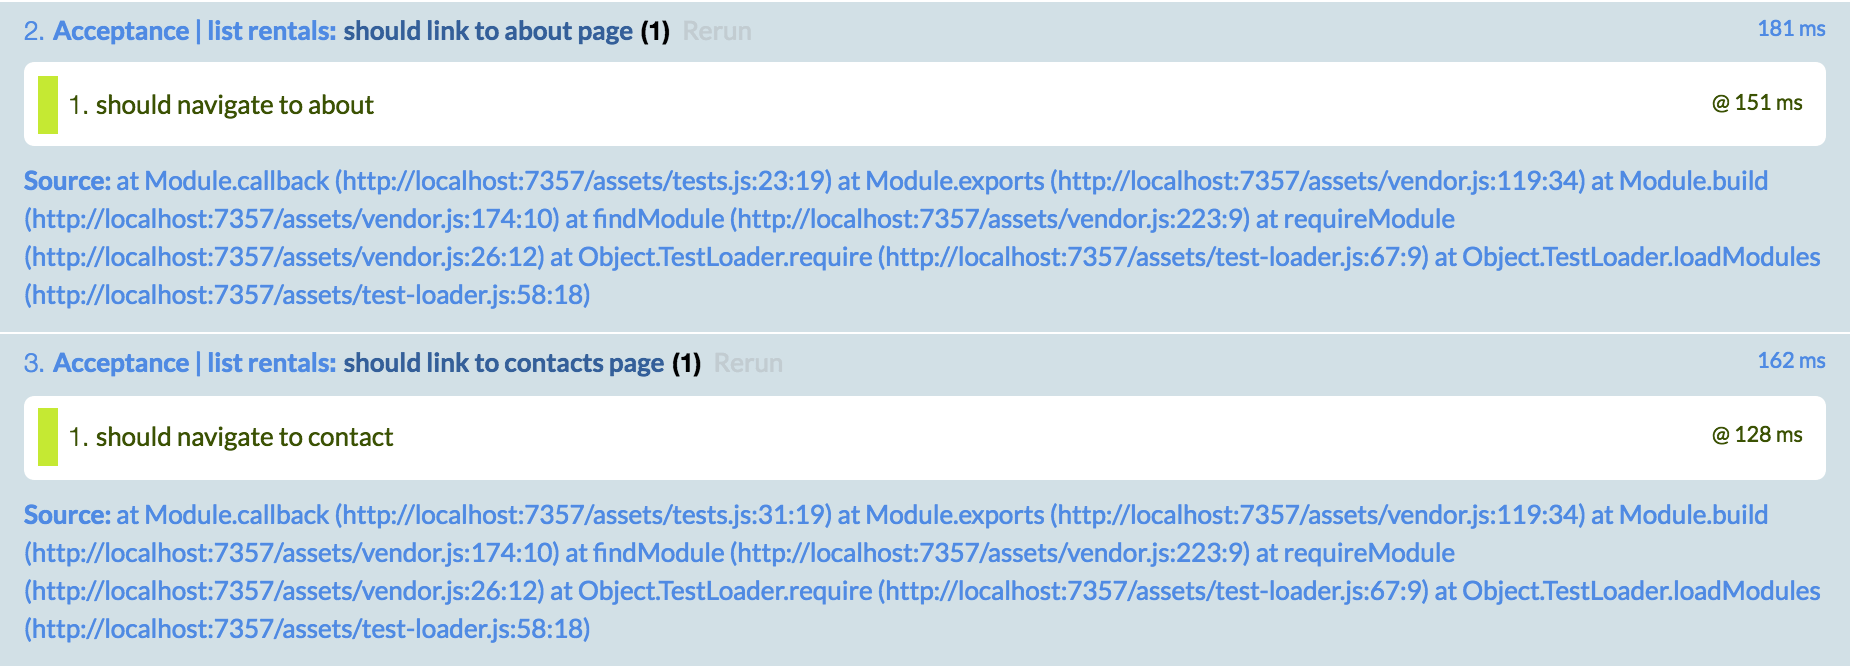 2. Acceptance | list rentals: should link to about page (1) Rerun 181 ms
1. should navigate to about @ 151 ms
Source: at Module.callback (http://localhost:7357/assets/tests.js:23:19) at Module.exports (http://localhost:7357/assets/vendor.js:119:34) at Module.build
(http://localhost:7357/assets/vendor.js:174:10) at findModule (http://localhost:7357/assets/vendor.js:223:9) at requireModule
(http://localhost:7357/assets/vendor.js:26:12) at Object.TestLoader.require (http://localhost:7357/assets/test-loader.js:67:9) at Object.TestLoader.loadModules
(http://localhost:7357/assets/test-loader.js:58:18)
3. Acceptance | list rentals: should link to contacts page (1) Rerun 162 ms
1. should navigate to contact @ 128 ms
Source: at Module.callback (http://localhost:7357/assets/tests.js:31:19) at Module.exports (http://localhost:7357/assets/vendor.js:119:34) at Module.build
(http://localhost:7357/assets/vendor.js:174:10) at findModule (http://localhost:7357/assets/vendor.js:223:9) at requireModule
(http://localhost:7357/assets/vendor.js:26:12) at Object.TestLoader.require (http://localhost:7357/assets/test-loader.js:67:9) at Object.TestLoader.loadModules
(http://localhost:7357/assets/test-loader.js:58:18)